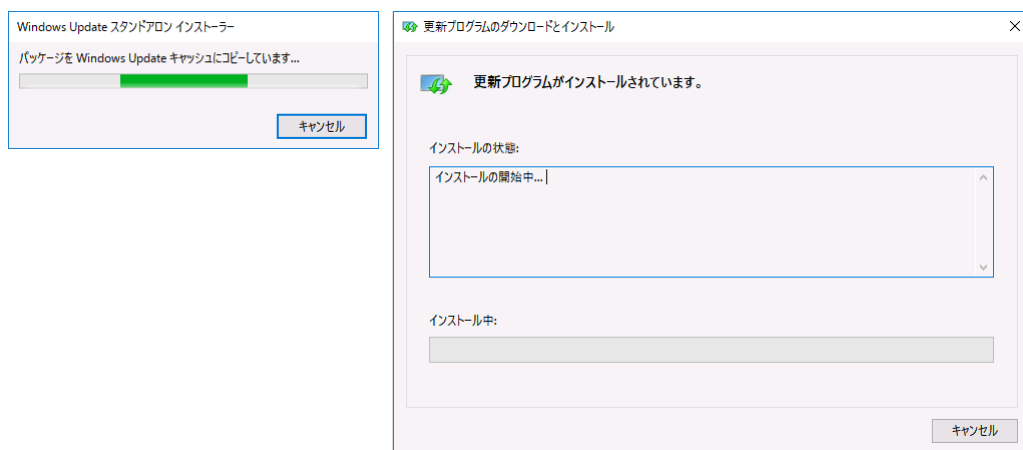 Windows Update スタンドアロン インストーラー
パッケージを Windows Update キャッシュにコピーしています...
キャンセル
更新プログラムのダウンロードとインストール
更新プログラムがインストールされています。
インストールの状態:
インストールの開始中...
インストール中:
キャンセル